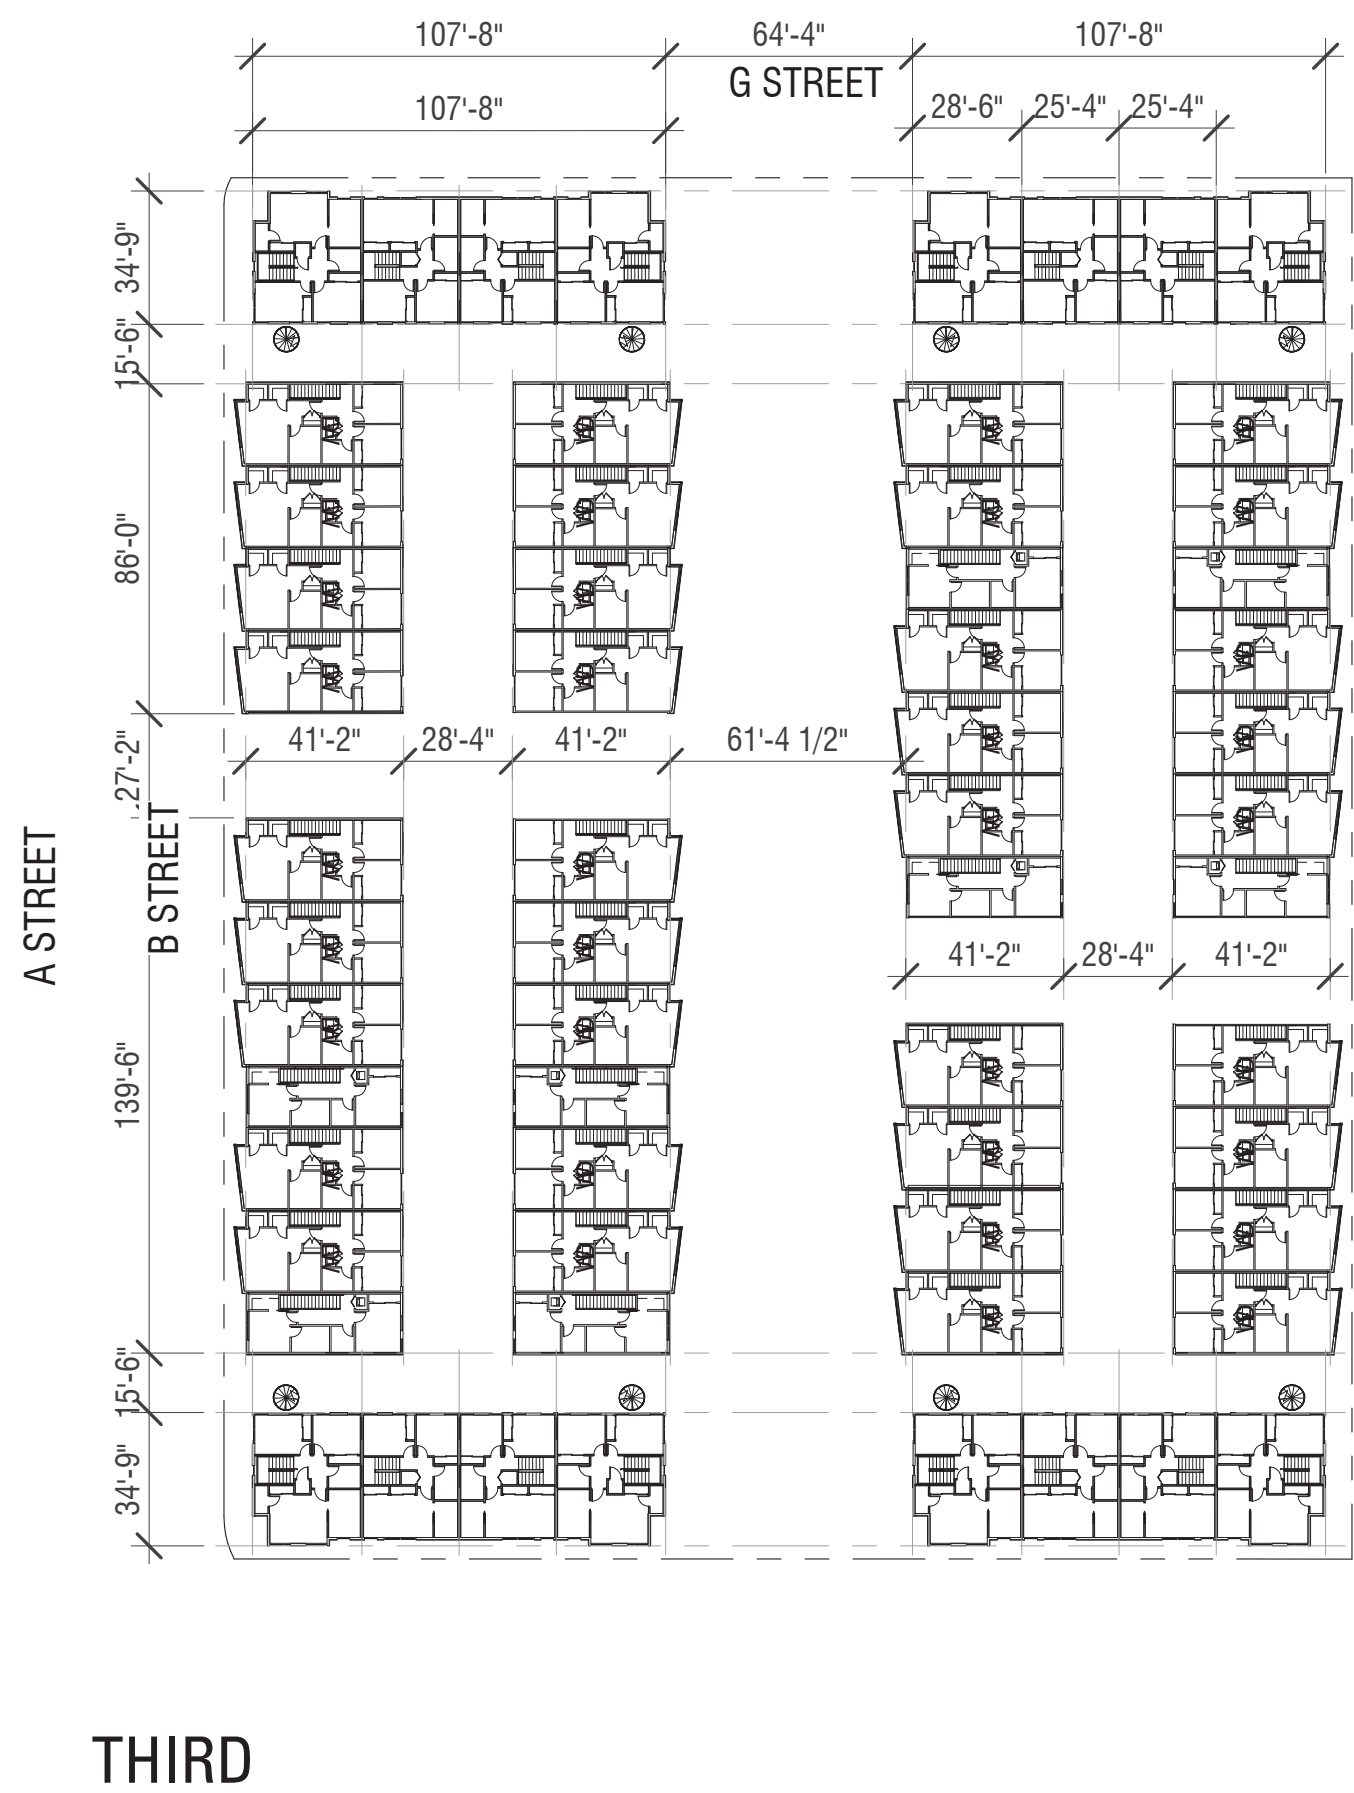 107'-8" 64'-4" 107'-8"
G STREET
107'-8" 28'-6" 25'-4" 25'-4"
34'-9"
15'-6"
86'-0"
27'-2"
41'-2" 28'-4" 41'-2" 61'-4 1/2"
A STREET
B STREET
41'-2" 28'-4" 41'-2"
139'-6"
15'-6"
34'-9"
THIRD